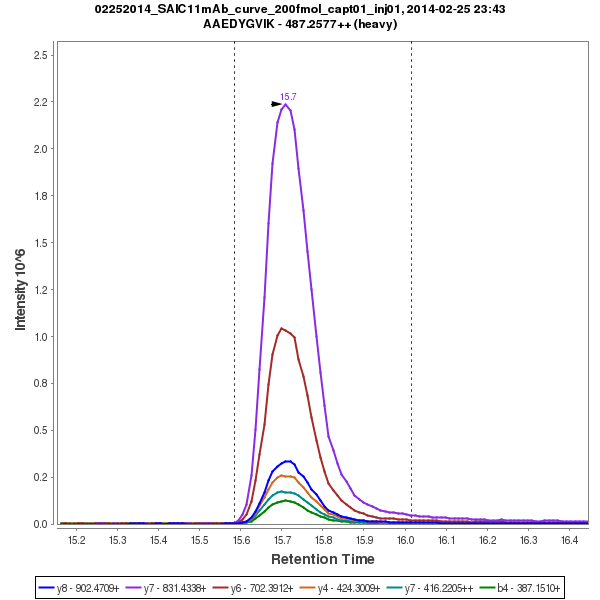 02252014_SAIC11mAb_curve_200fmol_capt01_inj01, 2014-02-25 23:43
AAEDYGVIK - 487.2577++ (heavy)
15.7
2.5
2.2
2.0
1.8
1.5
1.2
1.0
0.8
0.5
0.2
0.0
Intensity 10^6
15.2 15.3 15.4 15.5 15.6 15.7 15.8 15.9 16.0 16.1 16.2 16.3 16.4
Retention Time
y8 - 902.4709+ y7 - 831.4338+ y6 - 702.3912+ y4 - 424.3009+ y7 - 416.2205++ b4 - 387.1510+